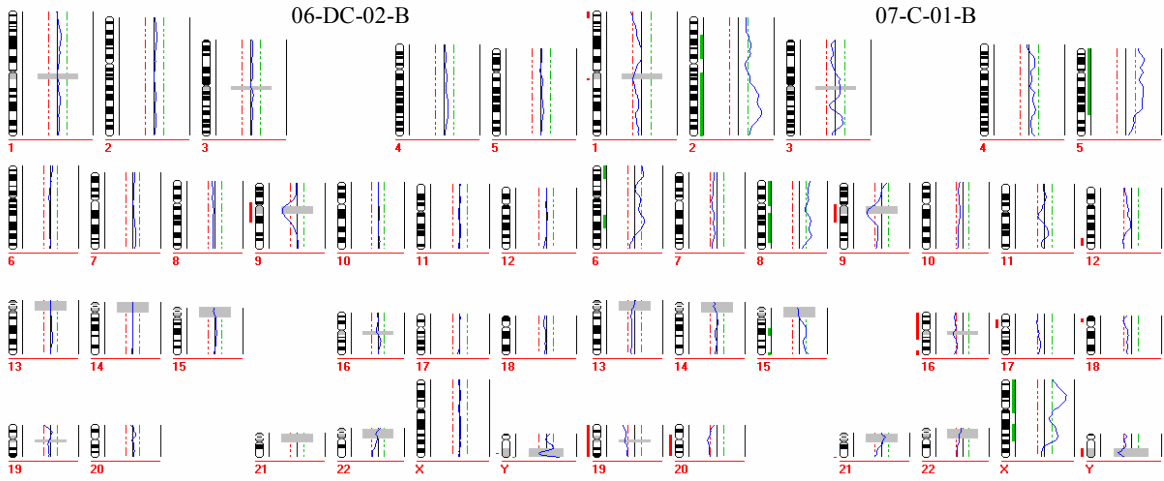 06-DC-02-B 07-C-01-B
1 2 3 4 5 1 2 3 4 5
6 7 8 9 10 11 12 6 7 8 9 10 11 12
13 14 15 16 17 18 13 14 15 16 17 18
19 20 21 22 X Y 19 20 21 22 X Y